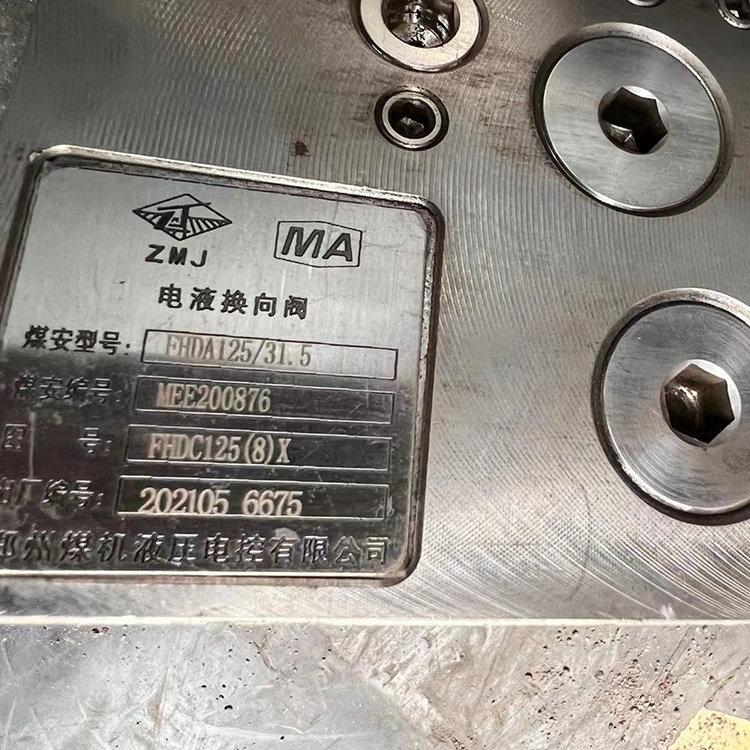 ZMJ
MA
电液换向阀
煤安型号: FHDA125/31.5
煤安编号: MEE200876
图 号: FHDC125(8)X
出厂编号: 202105 6675
郑州煤机液压电控有限公司